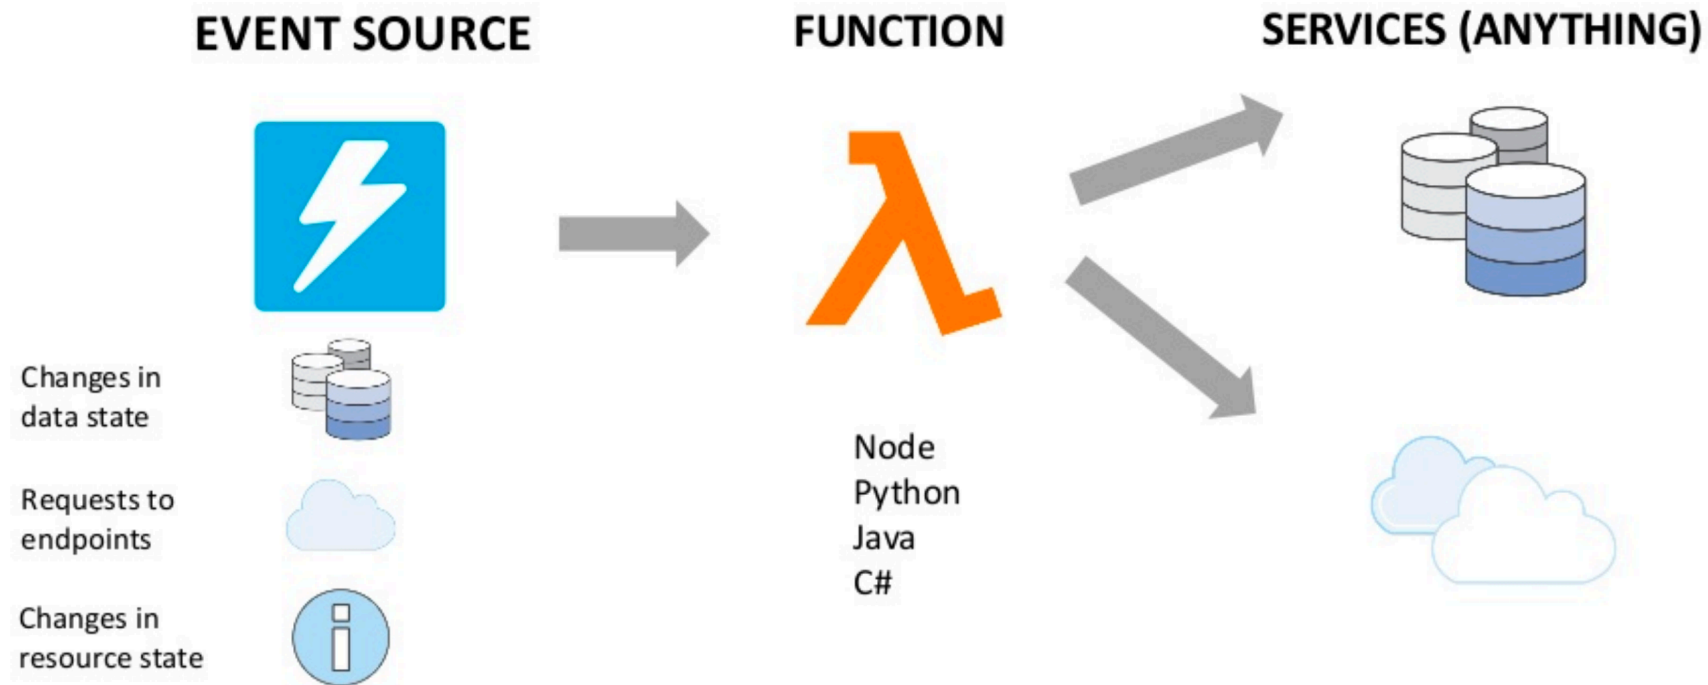 EVENT SOURCE
FUNCTION
SERVICES (ANYTHING)
Changes in
data state
Requests to
endpoints
Changes in
resource state
Node
Python
Java
C#